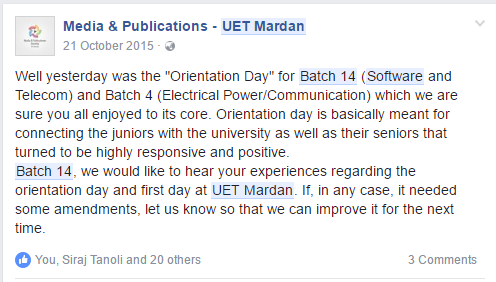 Media & Publications - UET Mardan
21 October 2015 ·
Well yesterday was the "Orientation Day" for Batch 14 (Software and
Telecom) and Batch 4 (Electrical Power/Communication) which we are
sure you all enjoyed to its core. Orientation day is basically meant for
connecting the juniors with the university as well as their seniors that
turned to be highly responsive and positive.
Batch 14, we would like to hear your experiences regarding the
orientation day and first day at UET Mardan. If, in any case, it needed
some amendments, let us know so that we can improve it for the next
time.
You, Siraj Tanoli and 20 others 3 Comments